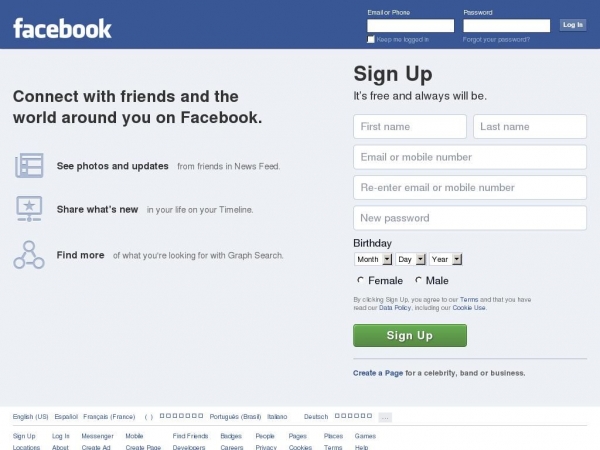 facebook
Email or Phone
Password
Keep me logged in
Forgot your password?
Log In
Connect with friends and the
world around you on Facebook.
See photos and updates from friends in News Feed.
Share what's new in your life on your Timeline.
Find more of what you're looking for with Graph Search.
Sign Up
It's free and always will be.
First name
Last name
Email or mobile number
Re-enter email or mobile number
New password
Birthday
Month Day Year
Female Male
By clicking Sign Up, you agree to our Terms and that you have
read our Data Policy, including our Cookie Use.
Sign Up
Create a Page for a celebrity, band or business.
English (US) Español Français (France) ( ) Português (Brasil) Italiano Deutsch ...
Sign Up Log In Messenger Mobile Find Friends Badges People Pages Places Games
Locations About Create Ad Create Page Developers Careers Privacy Cookies Terms Help